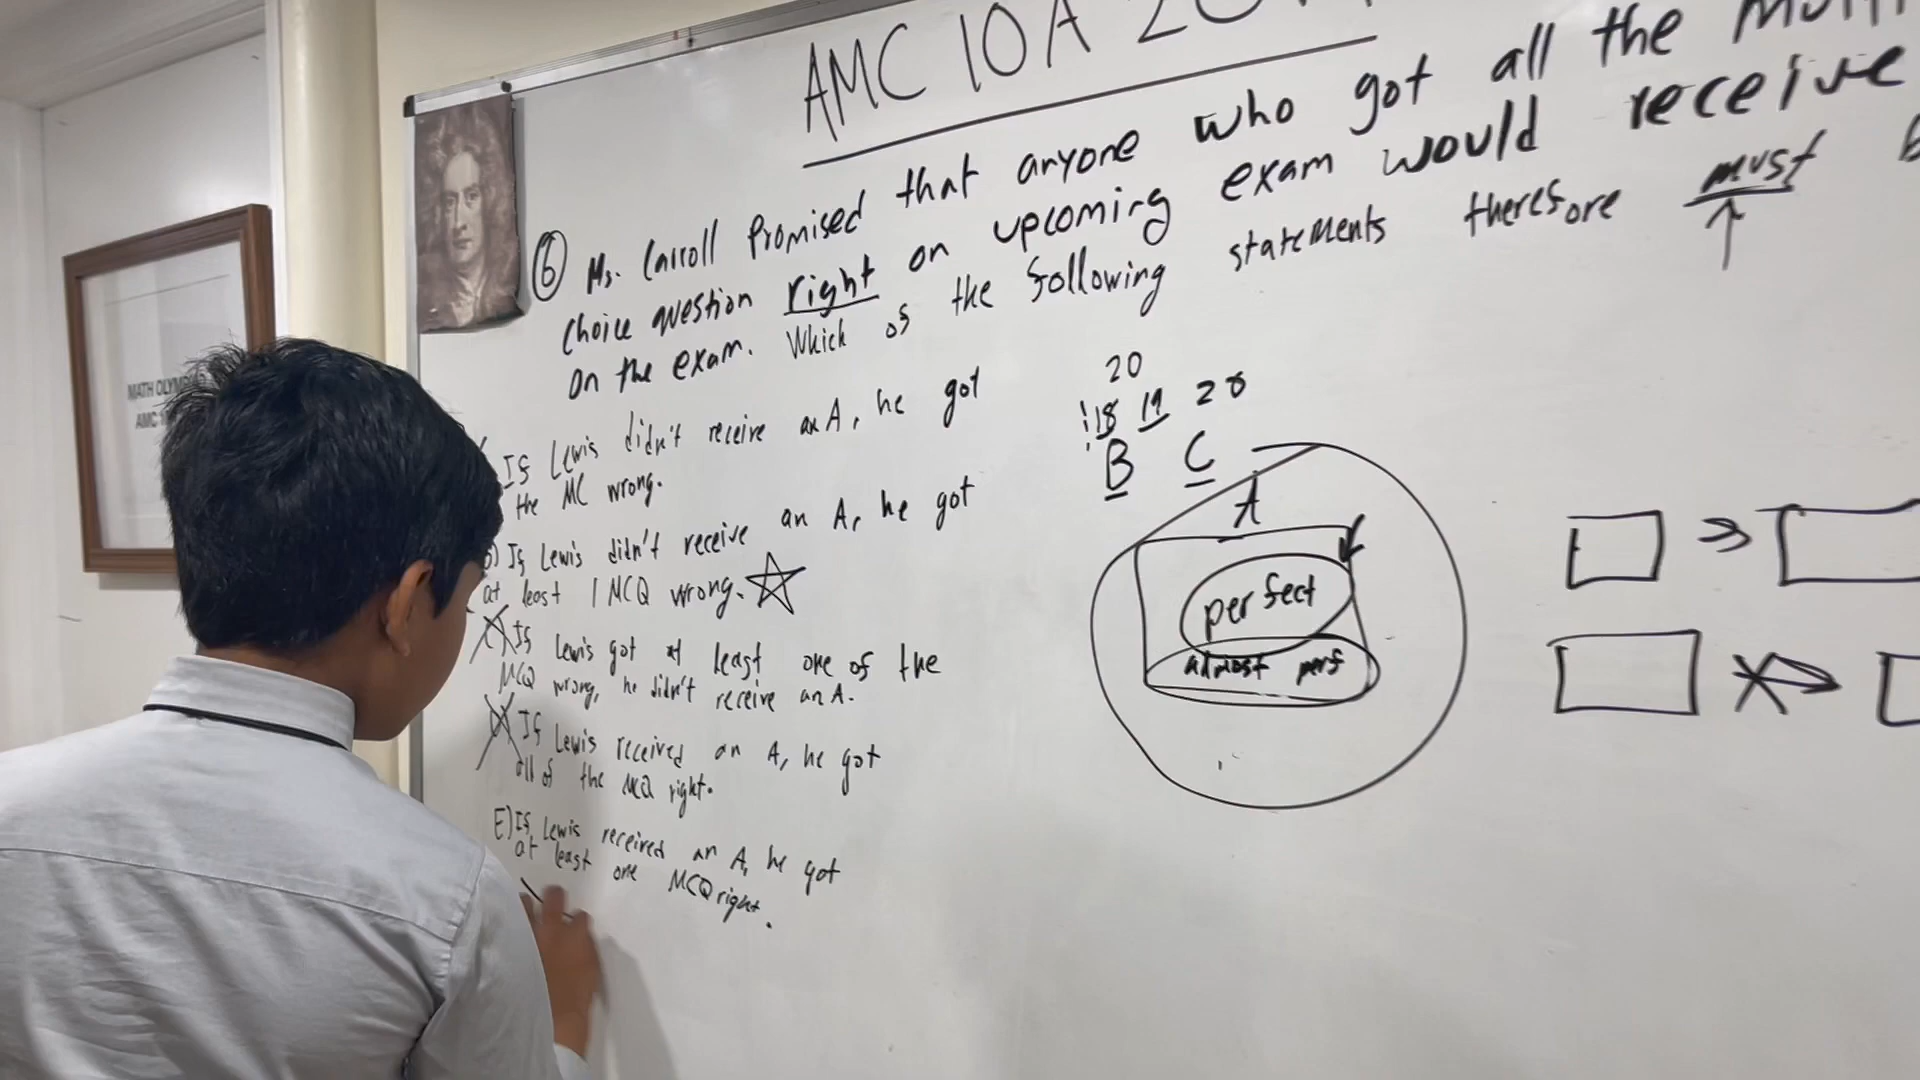 AMC 10A
⑥ Ms. Carroll Promised that anyone who got all the
choice question right on upcoming exam would receive
on the exam. Which of the following statements therefore must
If Lewis didn't receive an A, he got
the MC wrong.
If Lewis didn't receive an A, he got
at least 1 MCQ wrong.
If Lewis got at least one of the
MCQ wrong, he didn't receive an A.
If Lewis received an A, he got
all of the MCQ right.
E) If Lewis received an A, he got
at least one MCQ right.
20
18 19 20
B C
A
perfect
almost perf
MATH
AMC